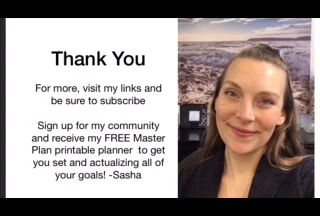 Thank You
For more, visit my links and
be sure to subscribe
Sign up for my community
and receive my FREE Master
Plan printable planner to get
you set and actualizing all of
your goals! -Sasha